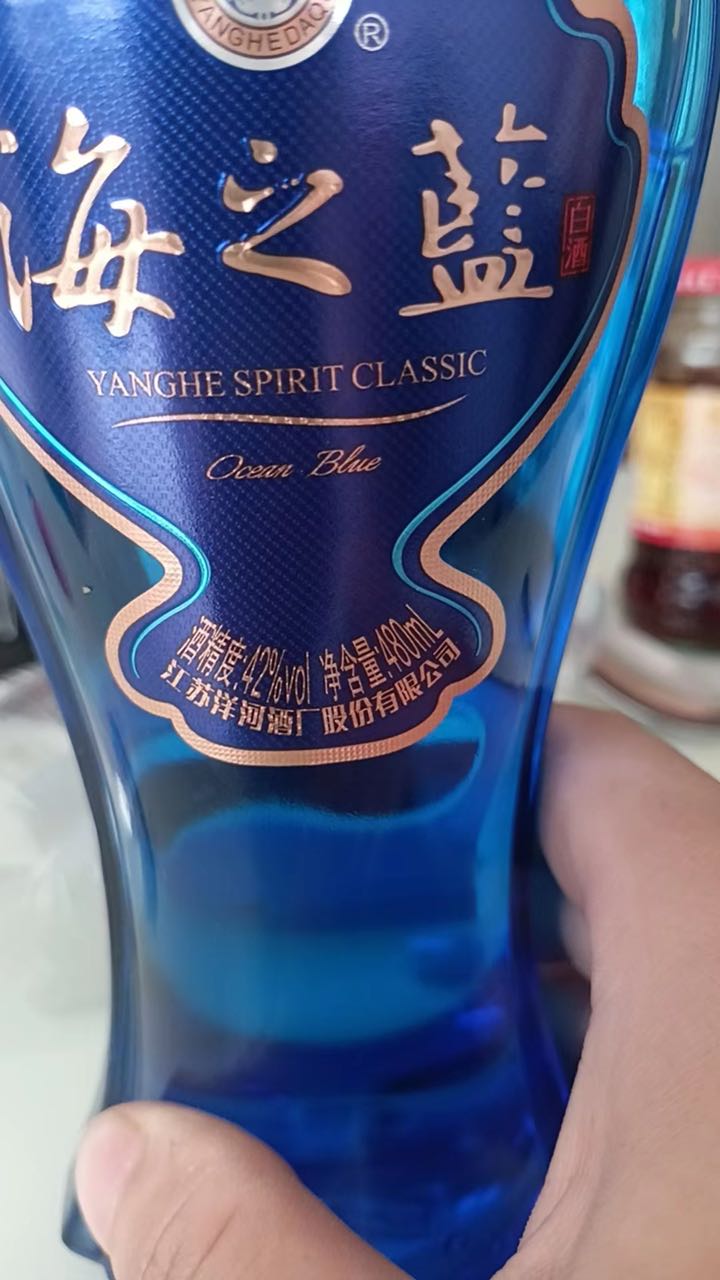 YANGHEDAQ
®
海之藍
白酒
YANGHE SPIRIT CLASSIC
Ocean Blue
酒精度:42%vol 净含量:480mL
江苏洋河酒厂股份有限公司